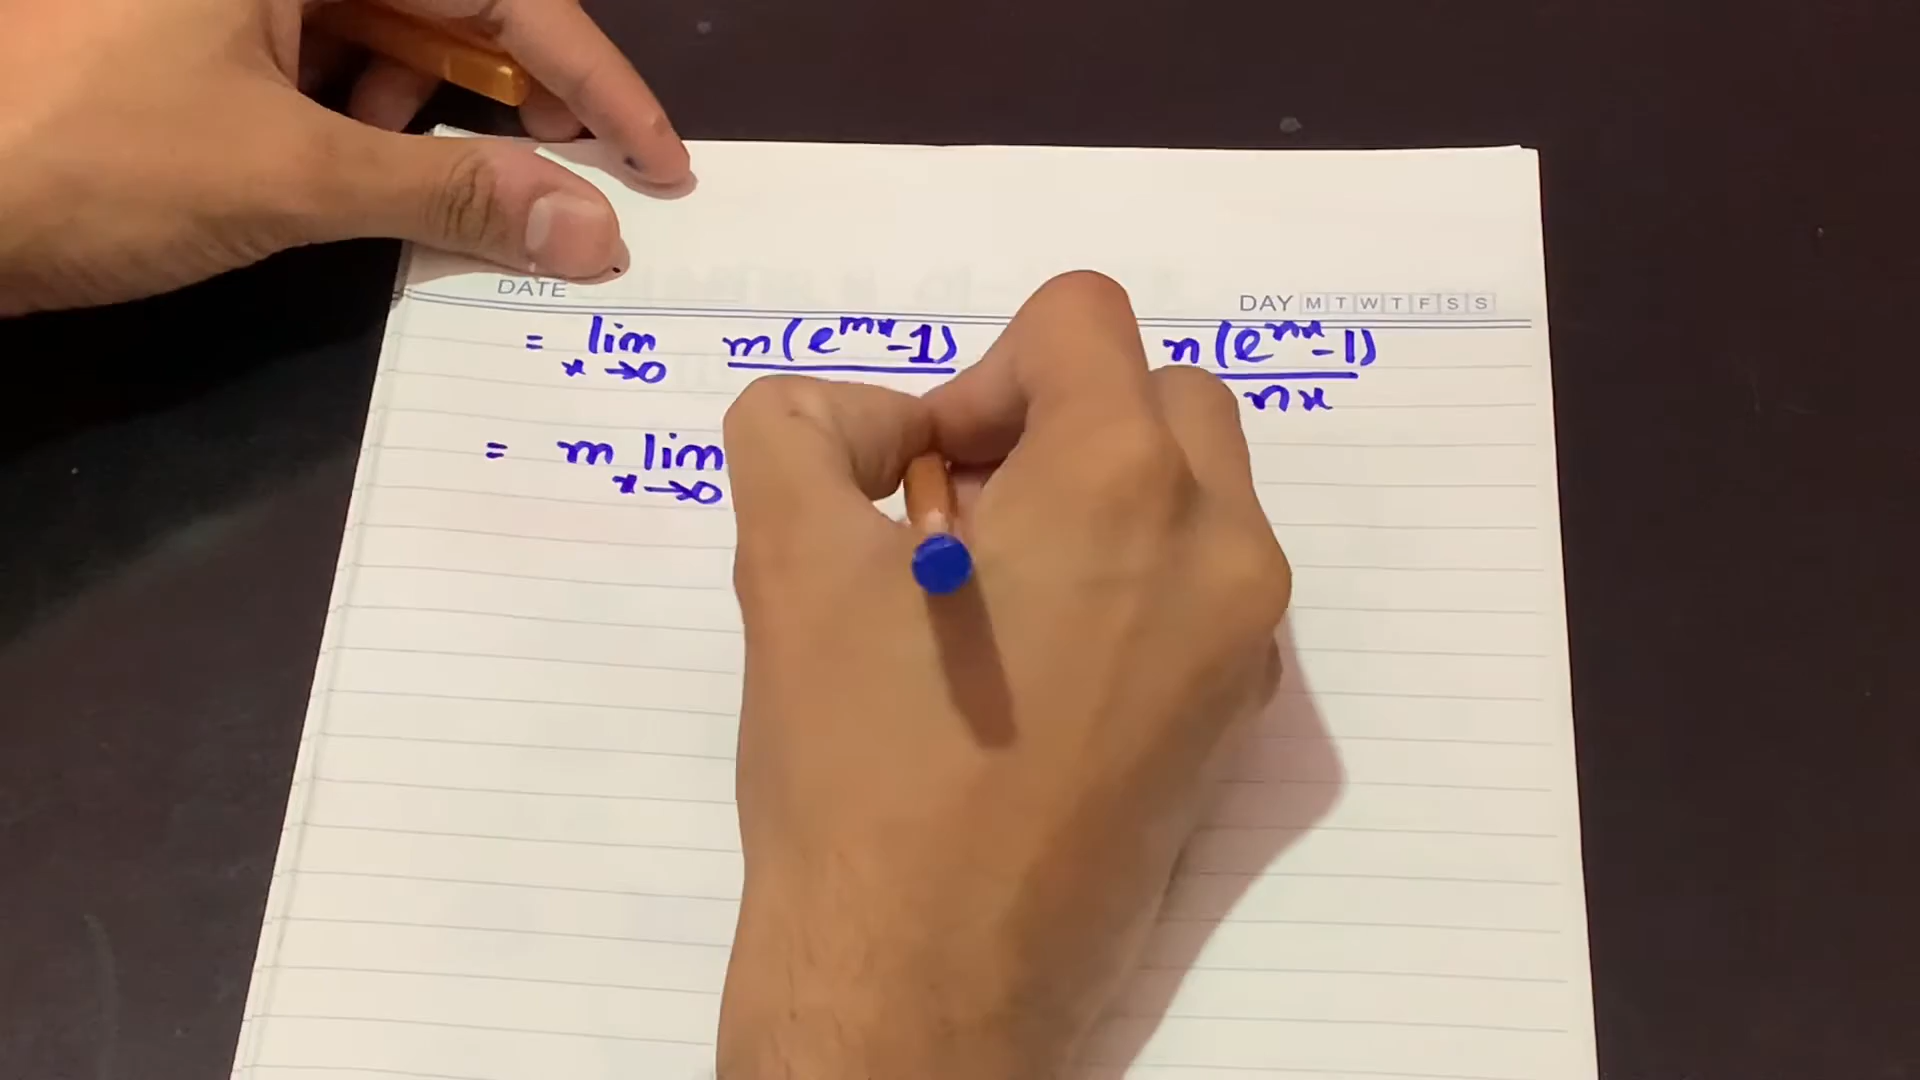 DATE
DAY M T W T F S S
= lim m(e^mx-1) n(e^nx-1)
x→0 nx
= m lim
x→0